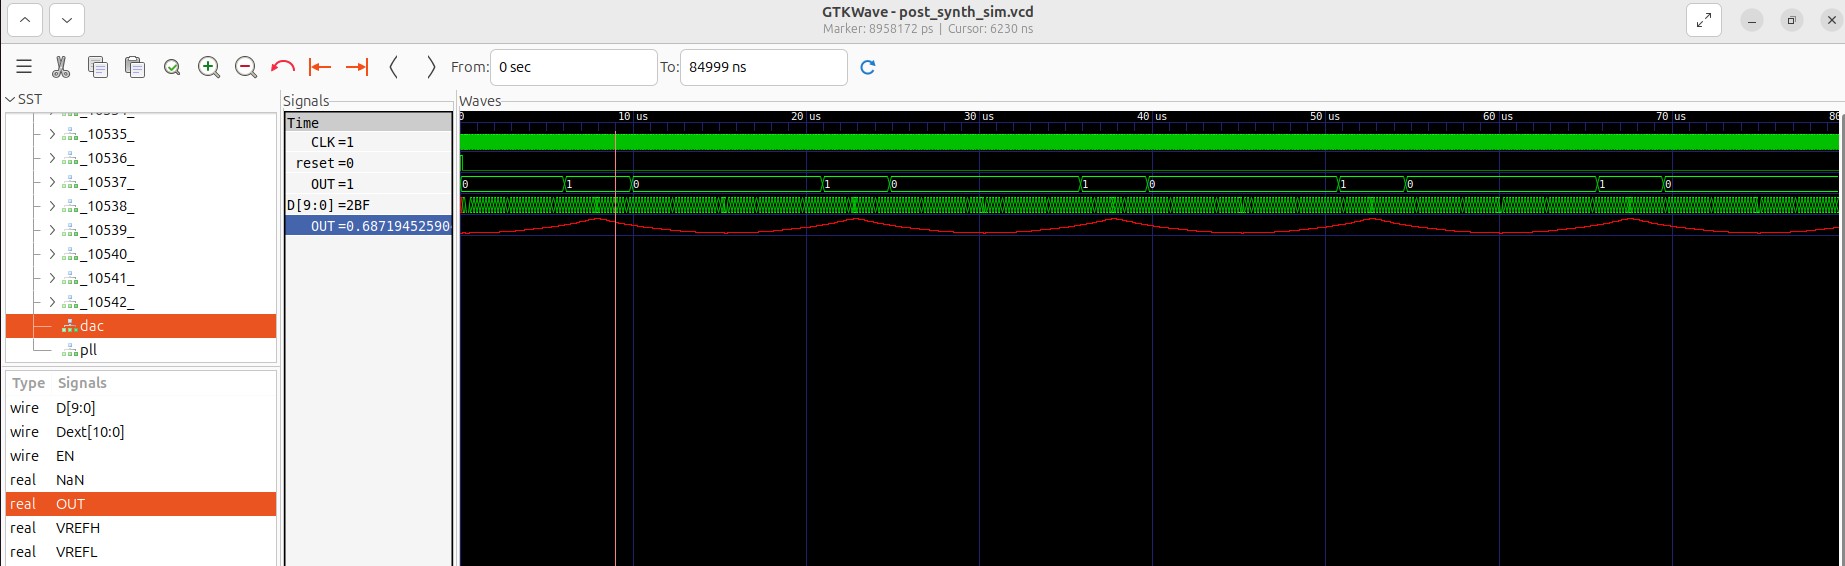 GTKWave - post_synth_sim.vcd
Marker: 8958172 ps | Cursor: 6230 ns
From: 0 sec To: 84999 ns
SST
_10535_
_10536_
_10537_
_10538_
_10539_
_10540_
_10541_
_10542_
dac
pll
Type Signals
wire D[9:0]
wire Dext[10:0]
wire EN
real NaN
real OUT
real VREFH
real VREFL
Signals
Time
CLK=1
reset=0
OUT=1
D[9:0]=2BF
OUT=0.687194525904
Waves
0 10 us 20 us 30 us 40 us 50 us 60 us 70 us 80
0 1 0 1 0 1 0 1 0 1 0